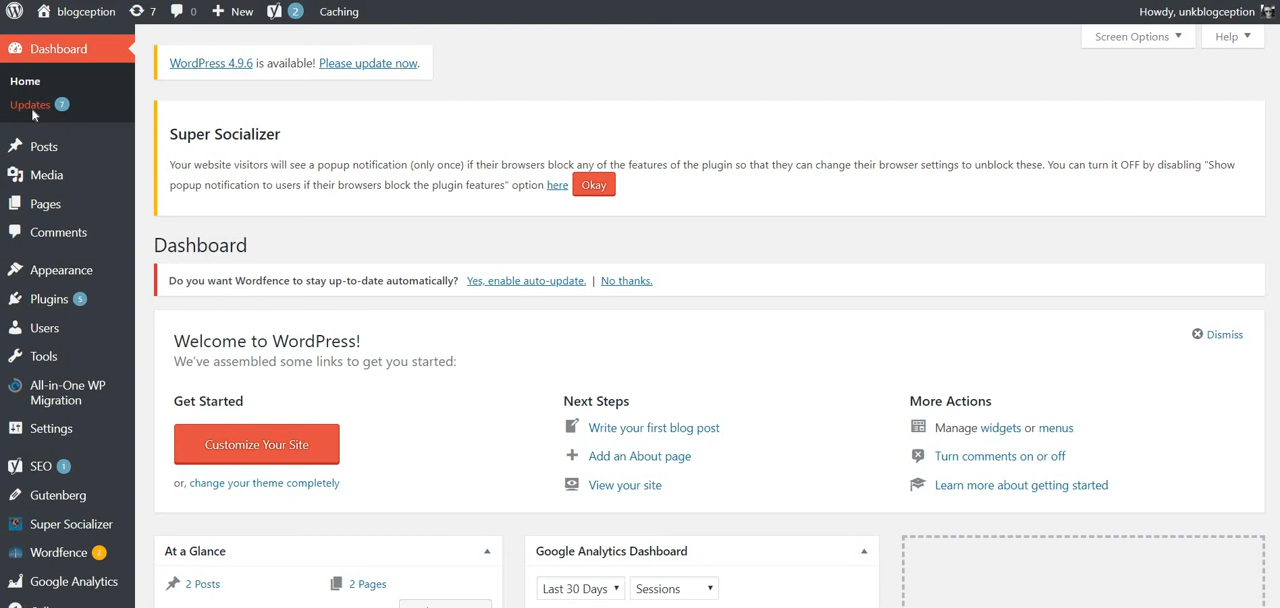 blogception 7 0 New 2 Caching Howdy, unkblogception
Screen Options Help
Dashboard
Home
Updates 7
Posts
Media
Pages
Comments
Appearance
Plugins 5
Users
Tools
All-in-One WP
Migration
Settings
SEO 1
Gutenberg
Super Socializer
Wordfence 2
Google Analytics
WordPress 4.9.6 is available! Please update now.
Super Socializer
Your website visitors will see a popup notification (only once) if their browsers block any of the features of the plugin so that they can change their browser settings to unblock these. You can turn it OFF by disabling "Show
popup notification to users if their browsers block the plugin features" option here Okay
Dashboard
Do you want Wordfence to stay up-to-date automatically? Yes, enable auto-update. | No thanks.
Welcome to WordPress! Dismiss
We've assembled some links to get you started:
Get Started
Customize Your Site
or, change your theme completely
Next Steps
Write your first blog post
Add an About page
View your site
More Actions
Manage widgets or menus
Turn comments on or off
Learn more about getting started
At a Glance
2 Posts 2 Pages
Google Analytics Dashboard
Last 30 Days Sessions